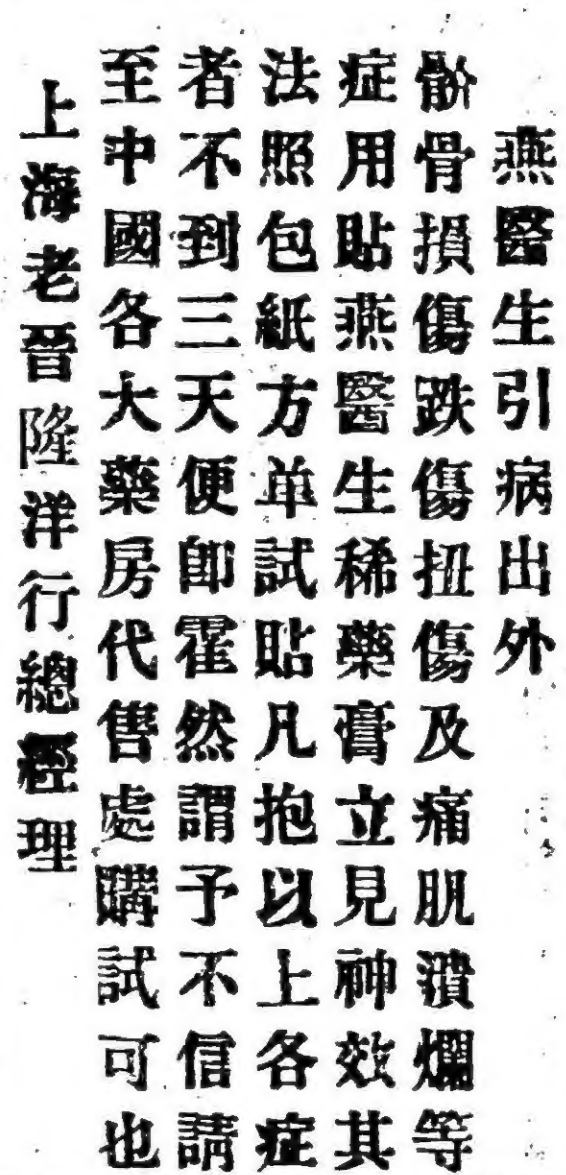 燕醫生引病出外
骱骨損傷跌傷扭傷及痛肌潰爛等
症用貼燕醫生稀藥膏立見神效其
法照包紙方单試貼凡抱以上各症
者不到三天便卽霍然謂予不信請
至中國各大藥房代售處購試可也
上海老晉隆洋行總經理